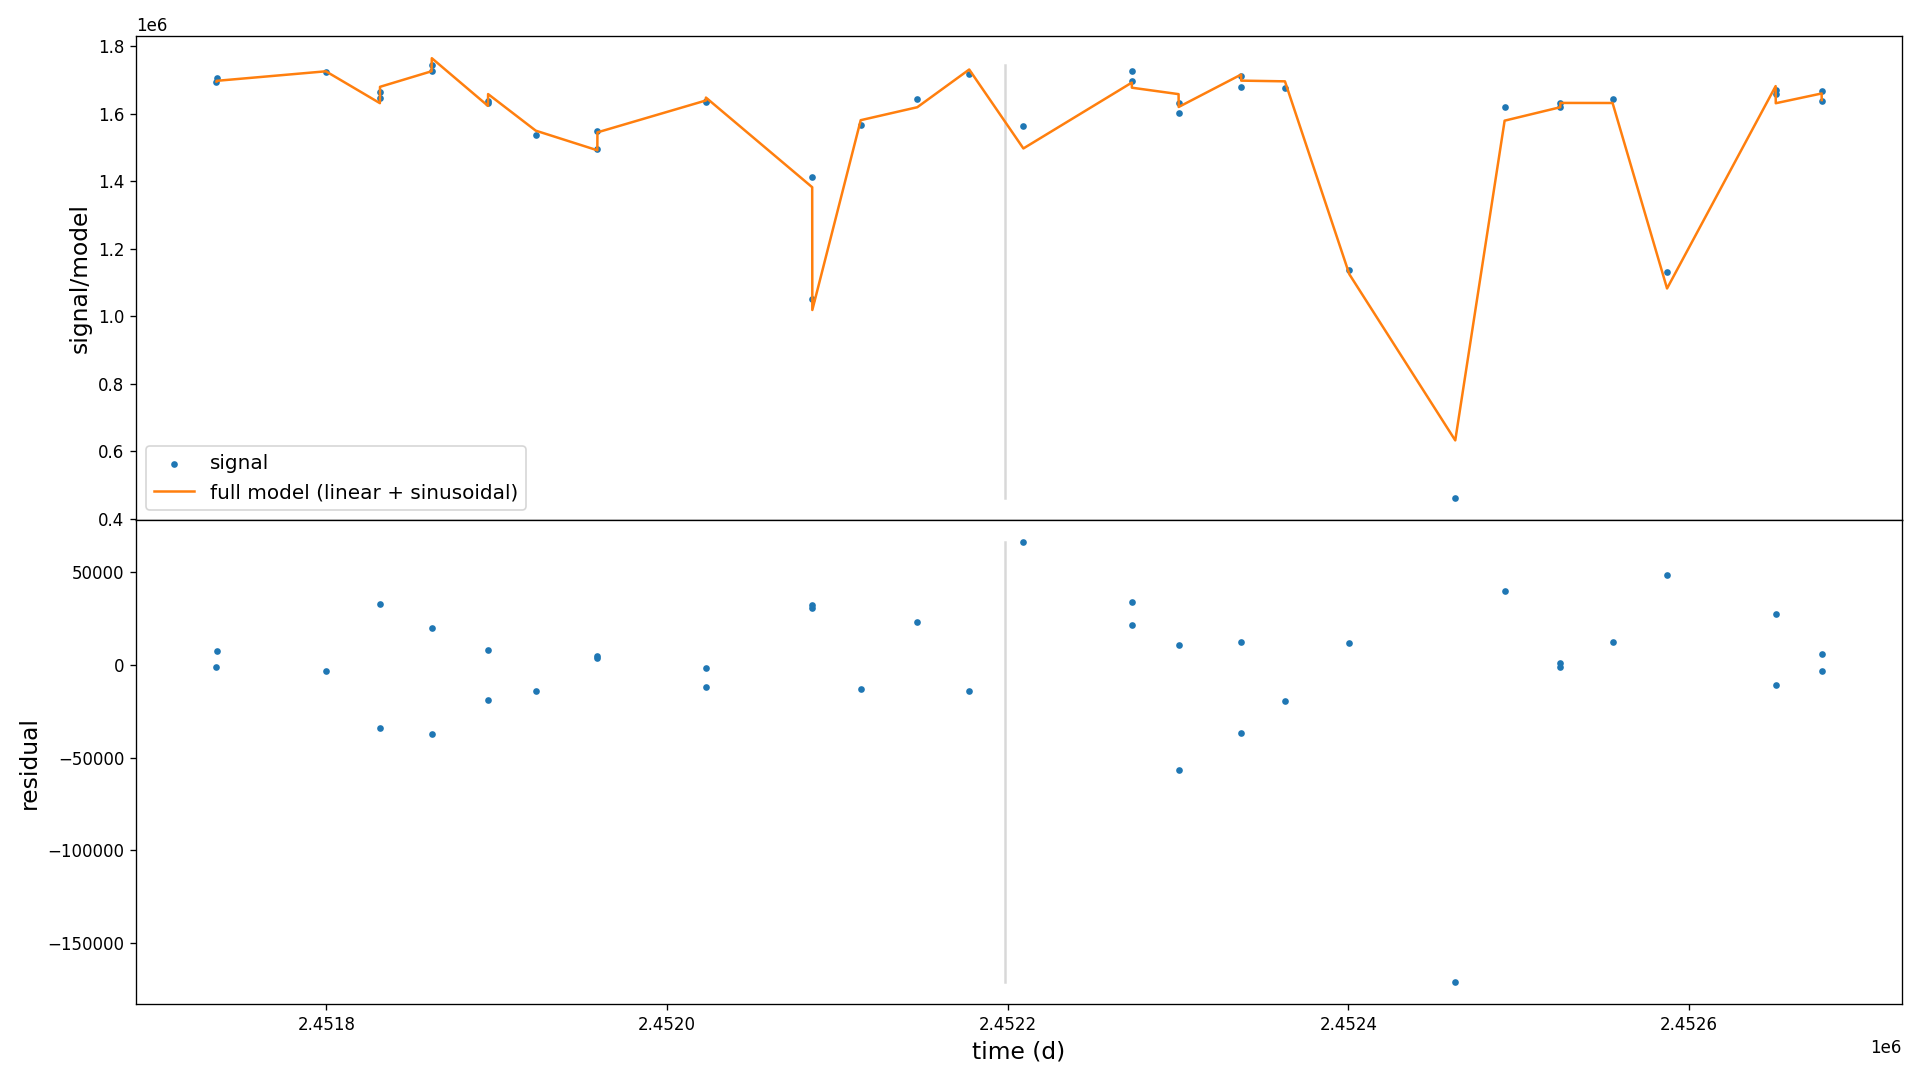 1e6
1.8
1.6
1.4
1.2
1.0
0.8
0.6
0.4
signal/model
signal
full model (linear + sinusoidal)
50000
0
−50000
−100000
−150000
residual
2.4518
2.4520
2.4522
2.4524
2.4526
1e6
time (d)